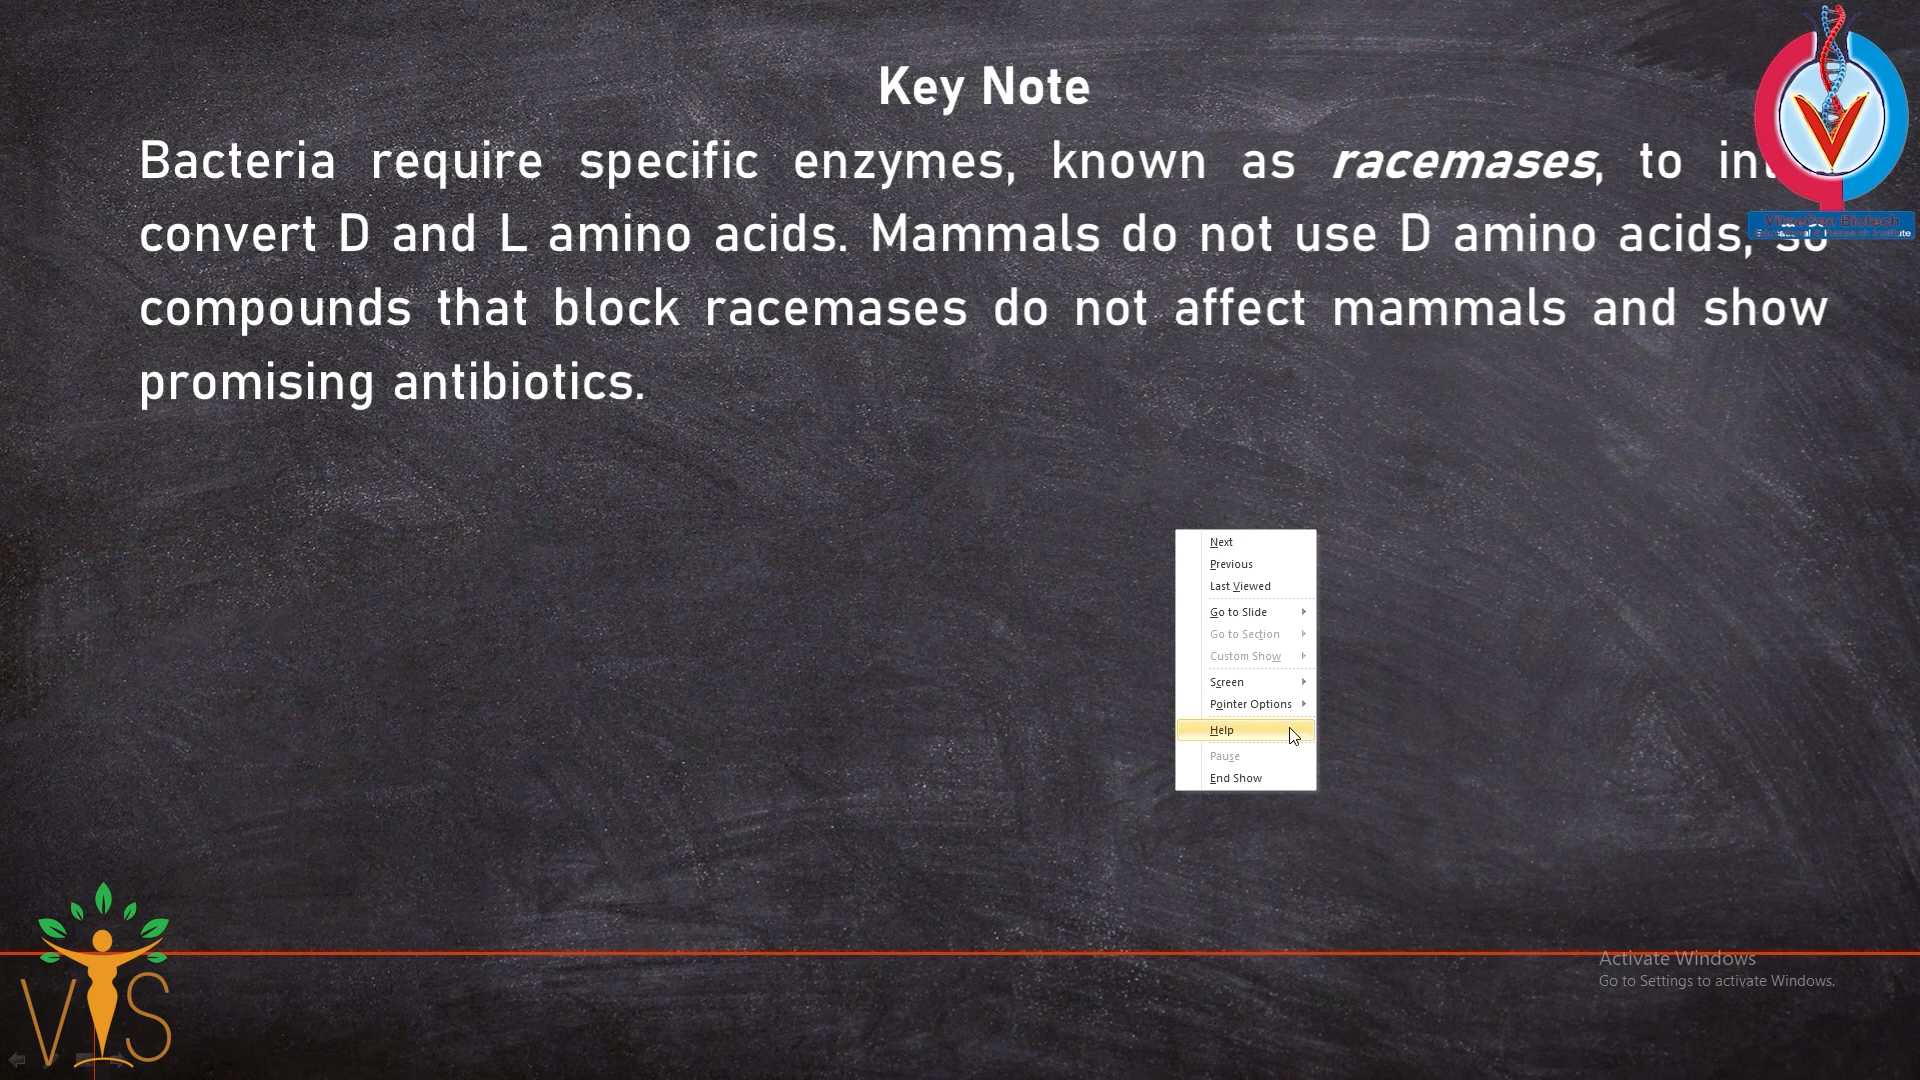 Key Note
Bacteria require specific enzymes, known as racemases, to
convert D and L amino acids. Mammals do not use D amino acids, so
compounds that block racemases do not affect mammals and show
promising antibiotics.
Next
Previous
Last Viewed
Go to Slide
Go to Section
Custom Show
Screen
Pointer Options
Help
Pause
End Show
V
VIS
Activate Windows
Go to Settings to activate Windows.